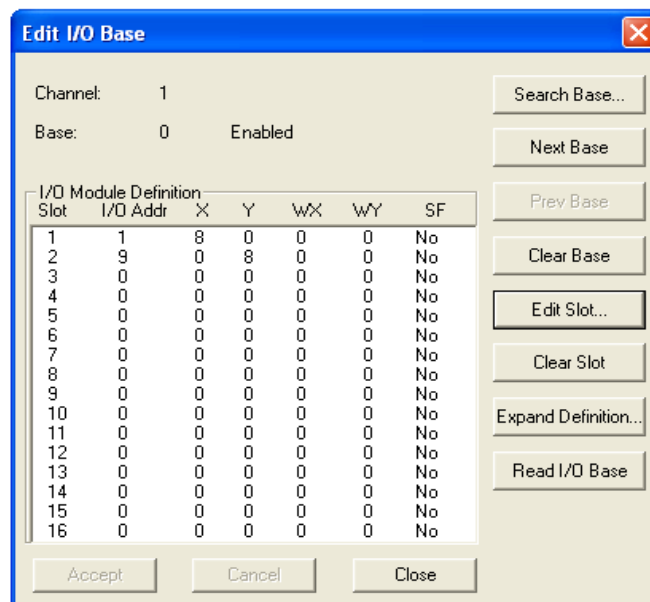 Edit I/O Base
Channel: 1
Base: 0 Enabled
I/O Module Definition
Slot I/O Addr X Y WX WY SF
1 1 8 0 0 0 No
2 9 0 8 0 0 No
3 0 0 0 0 0 No
4 0 0 0 0 0 No
5 0 0 0 0 0 No
6 0 0 0 0 0 No
7 0 0 0 0 0 No
8 0 0 0 0 0 No
9 0 0 0 0 0 No
10 0 0 0 0 0 No
11 0 0 0 0 0 No
12 0 0 0 0 0 No
13 0 0 0 0 0 No
14 0 0 0 0 0 No
15 0 0 0 0 0 No
16 0 0 0 0 0 No
Accept Cancel Close
Search Base...
Next Base
Prev Base
Clear Base
Edit Slot...
Clear Slot
Expand Definition...
Read I/O Base